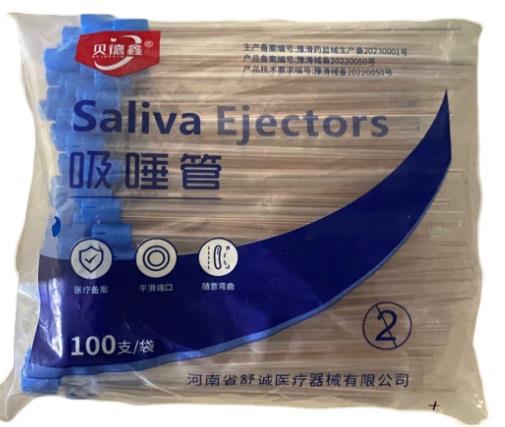 贝德鑫®
主产备案编号:豫滑药监械生产备20230001号
产品备案编号:豫滑械备20220050号
产品技术要求编号:豫滑械备20220050号
Saliva Ejectors
吸唾管
医疗备案
平滑端口
随意弯曲
100支/袋
2
河南省舒诚医疗器械有限公司